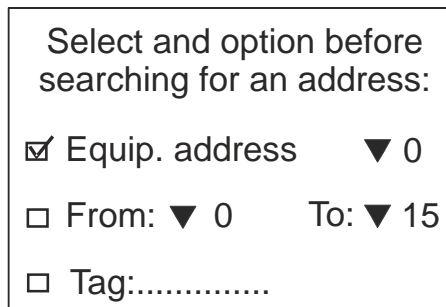 Select and option before
searching for an address:
☑ Equip. address ▼ 0
☐ From: ▼ 0 To: ▼ 15
☐ Tag:..............